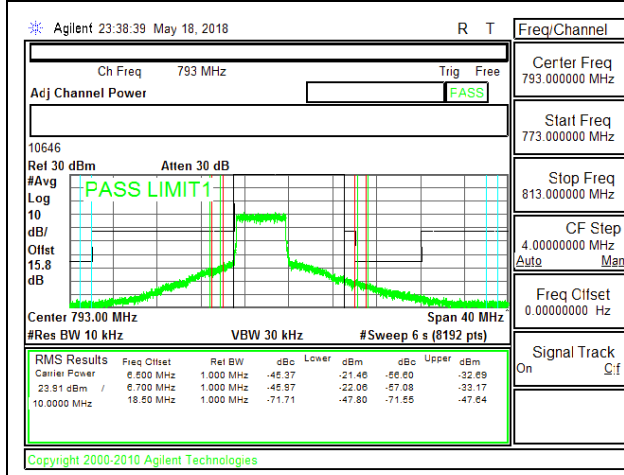 Agilent 23:38:39 May 18, 2018 R T
Freq/Channel
Ch Freq 793 MHz Trig Free
Adj Channel Power PASS
10646
Ref 30 dBm Atten 30 dB
#Avg
Log
10
dB/
Offst
15.8
dB
PASS LIMIT1
Center 793.00 MHz Span 40 MHz
#Res BW 10 kHz VBW 30 kHz #Sweep 6 s (8192 pts)
RMS Results Freq Offset Ref BW dBc Lower dBm dBc Upper dBm
Carrier Power 6.500 MHz 1.000 MHz -45.37 -21.46 -56.60 -32.69
23.91 dBm / 6.700 MHz 1.000 MHz -45.97 -22.06 -57.08 -33.17
10.0000 MHz 18.50 MHz 1.000 MHz -71.71 -47.80 -71.55 -47.64
Copyright 2000-2010 Agilent Technologies
Center Freq
793.000000 MHz
Start Freq
773.000000 MHz
Stop Freq
813.000000 MHz
CF Step
4.00000000 MHz
Auto Man
Freq Offset
0.00000000 Hz
Signal Track
On Off